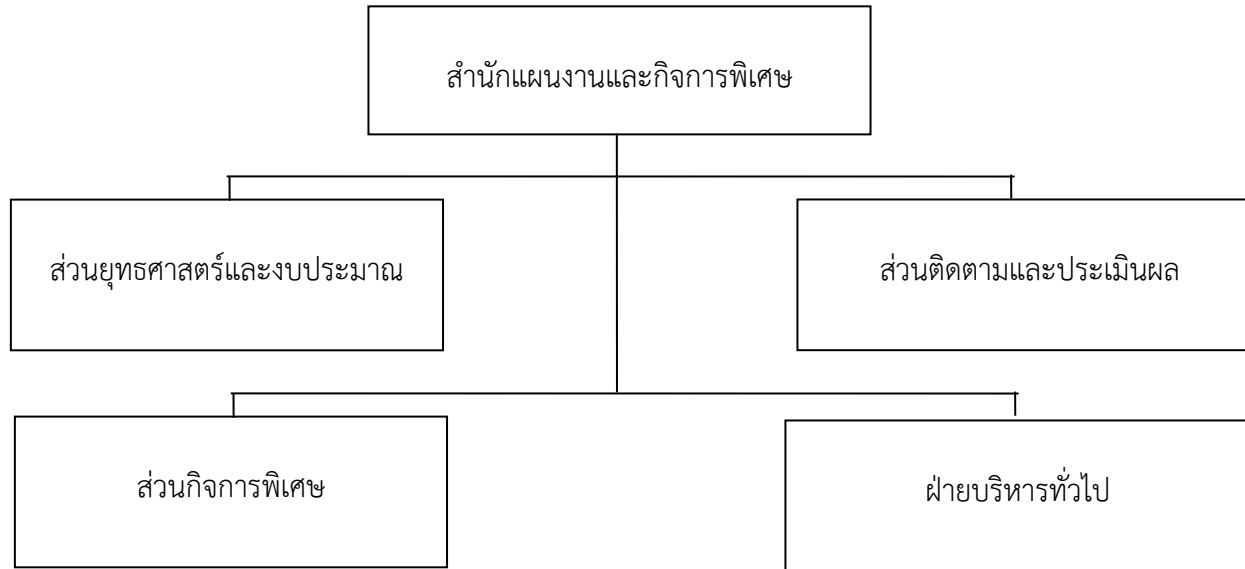 สำนักแผนงานและกิจการพิเศษ
ส่วนยุทธศาสตร์และงบประมาณ
ส่วนติดตามและประเมินผล
ส่วนกิจการพิเศษ
ฝ่ายบริหารทั่วไป